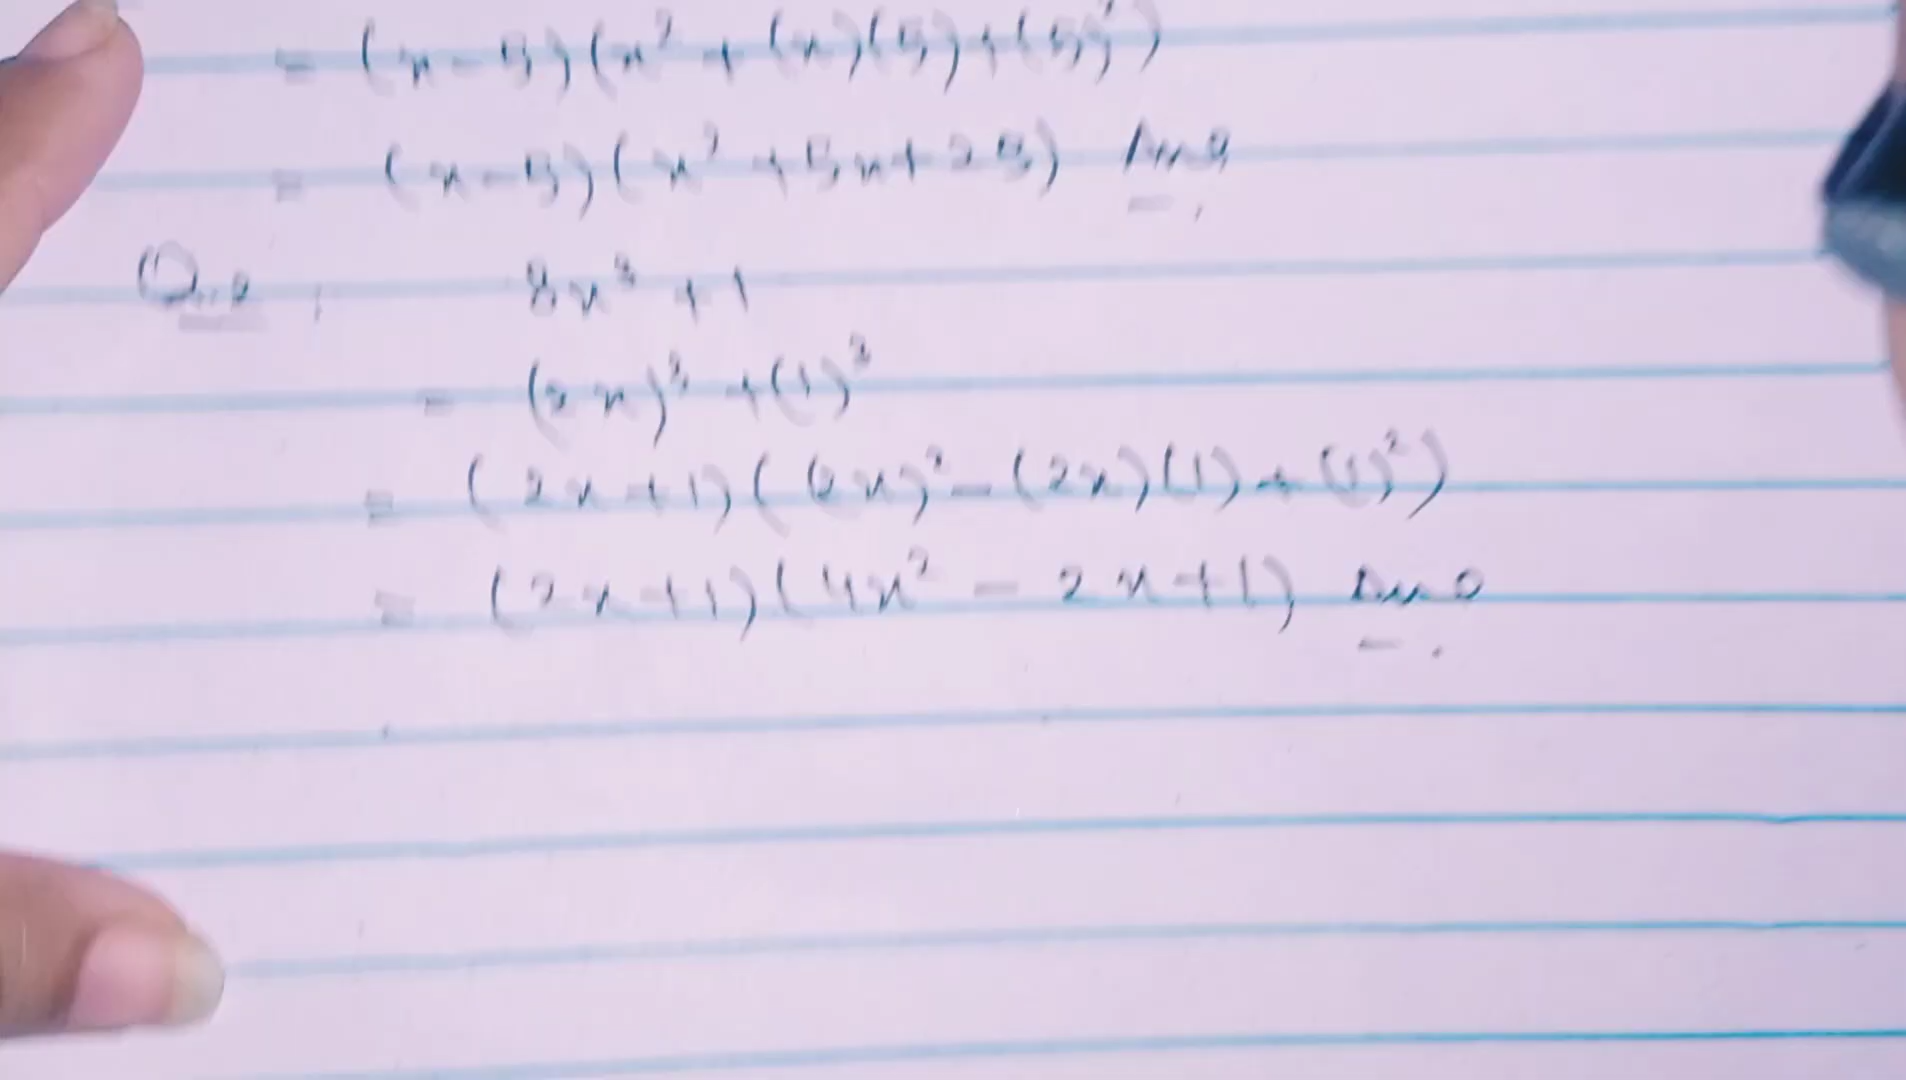 = (x-5)(x² + (x)(5) + (5)²)
= (x-5)(x² + 5x + 25) Ans.
Que. 8x³ + 1
= (2x)³ + (1)³
= (2x + 1)((2x)² - (2x)(1) + (1)²)
= (2x+1)(4x² - 2x+1) Ans.